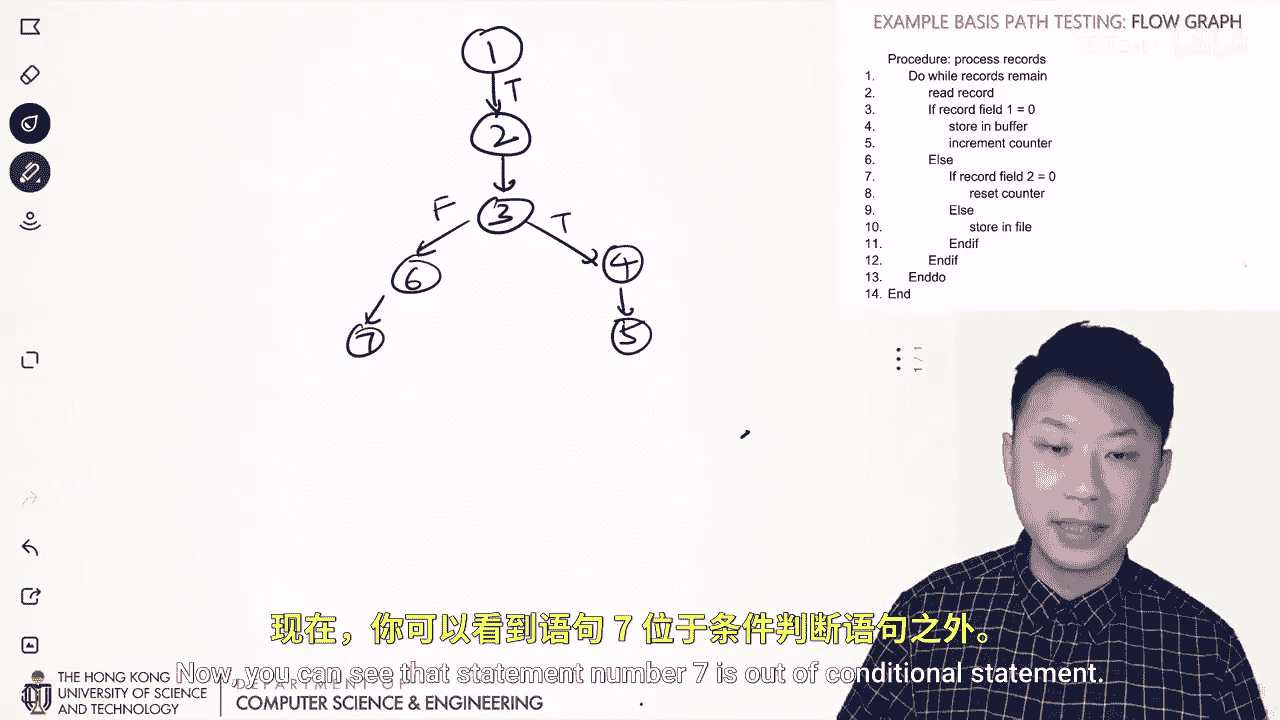 EXAMPLE BASIS PATH TESTING: FLOW GRAPH
Procedure: process records
1. Do while records remain
2. read record
3. If record field 1 = 0
4. store in buffer
5. increment counter
6. Else
7. If record field 2 = 0
8. reset counter
9. Else
10. store in file
11. Endif
12. Endif
13. Enddo
14. End
1
T
2
3
F
T
6
4
7
5
1 / 1
现在，你可以看到语句 7 位于条件判断语句之外。
Now, you can see that statement number 7 is out of conditional statement.
THE HONG KONG
UNIVERSITY OF SCIENCE
AND TECHNOLOGY
DEPARTMENT OF
COMPUTER SCIENCE & ENGINEERING